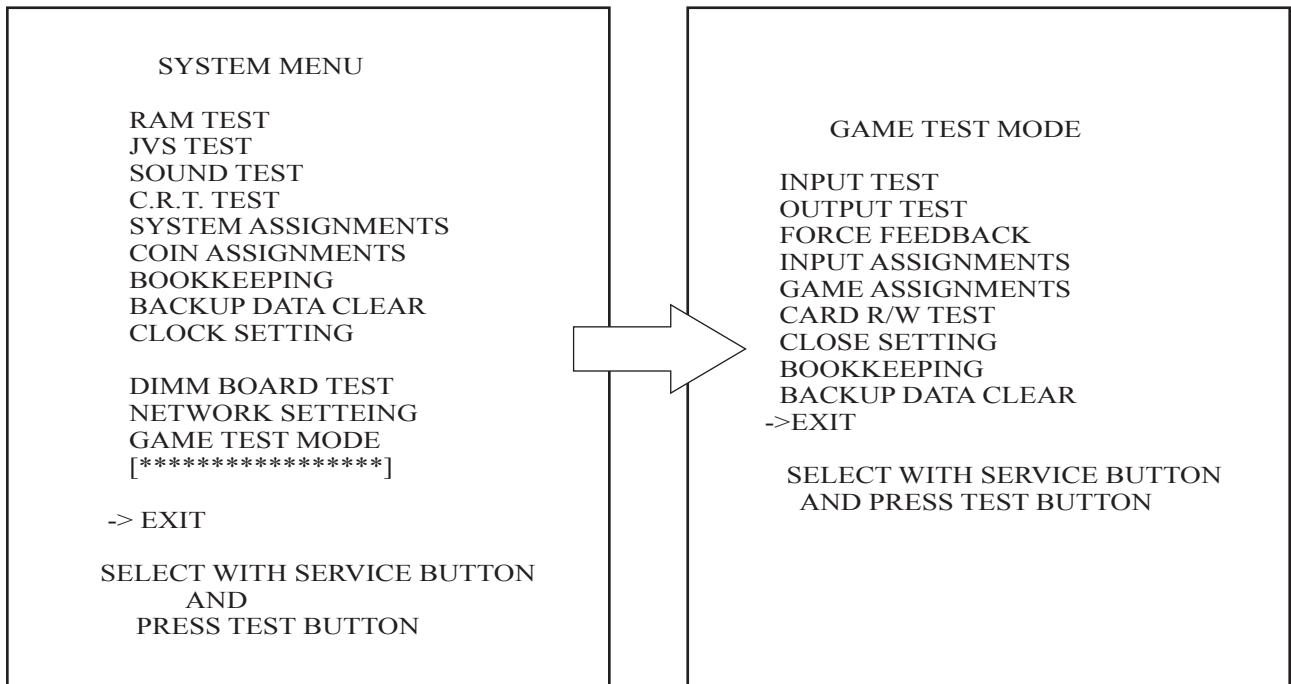 SYSTEM MENU
RAM TEST
JVS TEST
SOUND TEST
C.R.T. TEST
SYSTEM ASSIGNMENTS
COIN ASSIGNMENTS
BOOKKEEPING
BACKUP DATA CLEAR
CLOCK SETTING
DIMM BOARD TEST
NETWORK SETTEING
GAME TEST MODE
[*****************]
-> EXIT
SELECT WITH SERVICE BUTTON
AND
PRESS TEST BUTTON
GAME TEST MODE
INPUT TEST
OUTPUT TEST
FORCE FEEDBACK
INPUT ASSIGNMENTS
GAME ASSIGNMENTS
CARD R/W TEST
CLOSE SETTING
BOOKKEEPING
BACKUP DATA CLEAR
->EXIT
SELECT WITH SERVICE BUTTON
AND PRESS TEST BUTTON